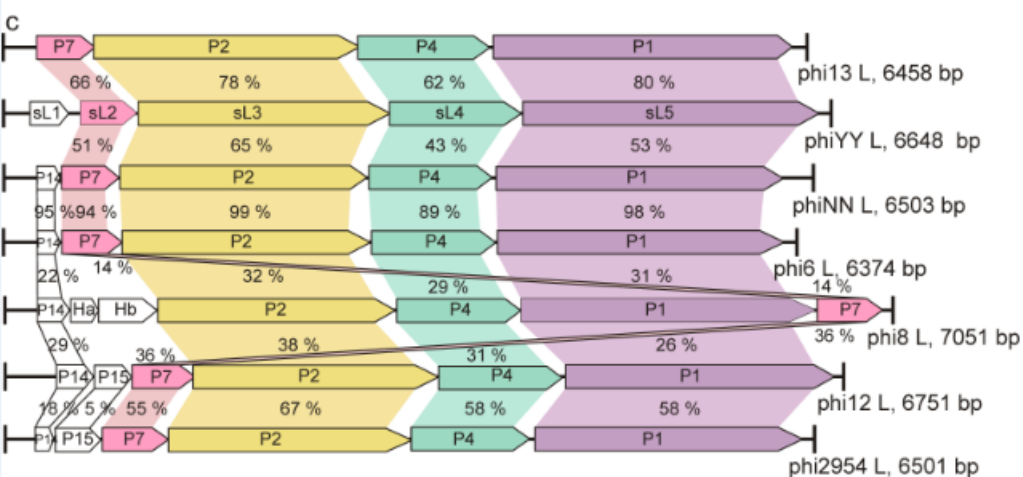 C
P7 P2 P4 P1
phi13 L, 6458 bp
66 % 78 % 62 % 80 %
sL1 sL2 sL3 sL4 sL5
phiYY L, 6648 bp
51 % 65 % 43 % 53 %
P14 P7 P2 P4 P1
phiNN L, 6503 bp
95 % 94 % 99 % 89 % 98 %
P14 P7 P2 P4 P1
phi6 L, 6374 bp
22 % 14 % 32 % 29 % 31 % 14 %
P14 Ha Hb P2 P4 P1 P7
phi8 L, 7051 bp
29 % 36 % 38 % 31 % 26 % 36 %
P14 P15 P7 P2 P4 P1
phi12 L, 6751 bp
18 % 5 % 55 % 67 % 58 % 58 %
P1 P15 P7 P2 P4 P1
phi2954 L, 6501 bp